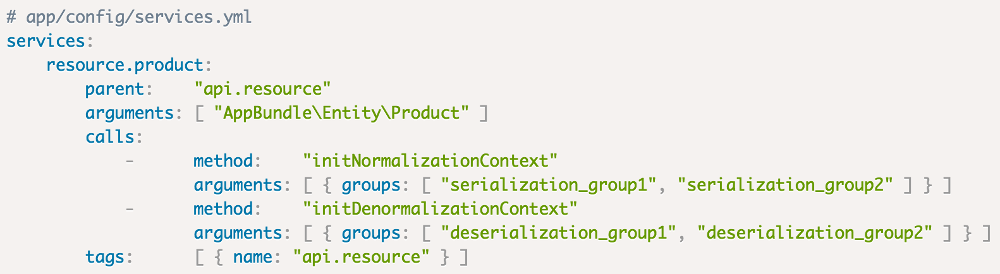 # app/config/services.yml
services:
    resource.product:
        parent:    "api.resource"
        arguments: [ "AppBundle\Entity\Product" ]
        calls:
            -      method:    "initNormalizationContext"
                   arguments: [ { groups: [ "serialization_group1", "serialization_group2" ] } ]
            -      method:    "initDenormalizationContext"
                   arguments: [ { groups: [ "deserialization_group1", "deserialization_group2" ] } ]
        tags:      [ { name: "api.resource" } ]